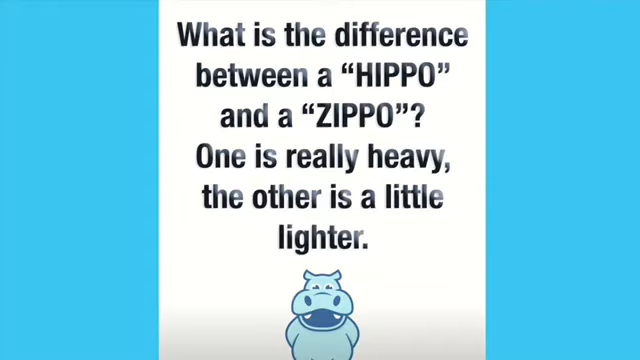 What is the difference
between a “HIPPO”
and a “ZIPPO”?
One is really heavy,
the other is a little
lighter.